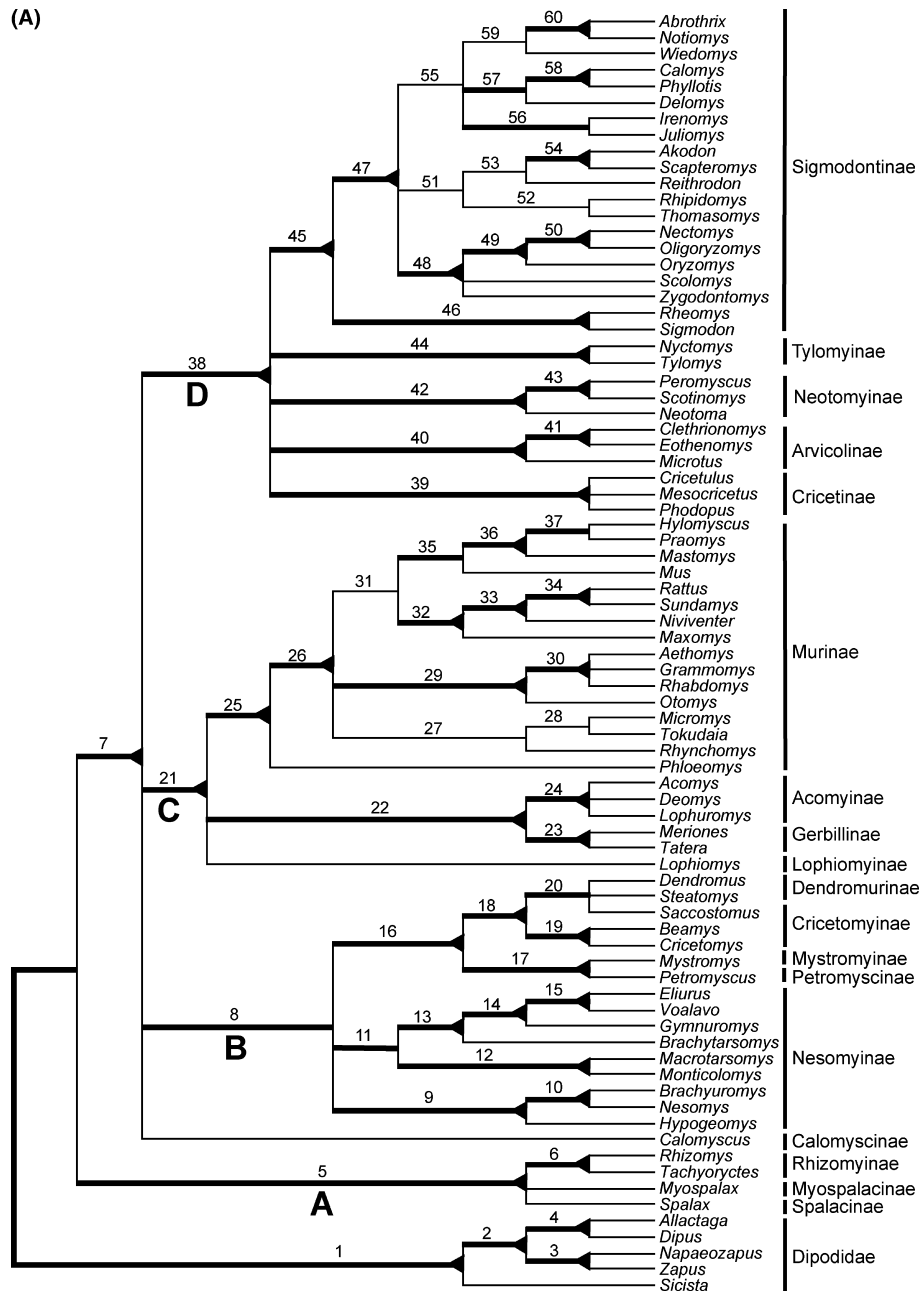 (A)
60
Abrothrix
59
Notiomys
Wiedomys
55
58
Calomys
57
Phyllotis
Delomys
56
Irenomys
Juliomys
47
54
Akodon
53
Scapteromys
51
Reithrodon
52
Rhipidomys
Thomasomys
Sigmodontinae
45
50
Nectomys
49
Oligoryzomys
48
Oryzomys
Scolomys
Zygodontomys
46
Rheomys
Sigmodon
38
D
44
Nyctomys
Tylomys
Tylomyinae
43
Peromyscus
42
Scotinomys
Neotoma
Neotomyinae
41
Clethrionomys
40
Eothenomys
Microtus
Arvicolinae
39
Cricetulus
Mesocricetus
Phodopus
Cricetinae
37
Hylomyscus
36
Praomys
35
Mastomys
Mus
31
34
Rattus
33
Sundamys
32
Niviventer
Maxomys
26
30
Aethomys
29
Grammomys
Rhabdomys
Otomys
Murinae
25
28
Micromys
27
Tokudaia
Rhynchomys
Phloeomys
7
21
C
24
Acomys
22
Deomys
Lophuromys
Acomyinae
23
Meriones
Tatera
Gerbillinae
Lophiomys
Lophiomyinae
20
Dendromus
Steatomys
Dendromurinae
18
Saccostomus
16
19
Beamys
Cricetomys
Cricetomyinae
17
Mystromys
Mystromyinae
Petromyscus
Petromyscinae
8
B
15
Eliurus
14
Voalavo
13
Gymnuromys
11
Brachytarsomys
12
Macrotarsomys
Monticolomys
Nesomyinae
10
Brachyuromys
9
Nesomys
Hypogeomys
Calomyscus
Calomyscinae
5
A
6
Rhizomys
Tachyoryctes
Rhizomyinae
Myospalax
Myospalacinae
Spalax
Spalacinae
1
4
Allactaga
2
Dipus
3
Napaeozapus
Zapus
Sicista
Dipodidae